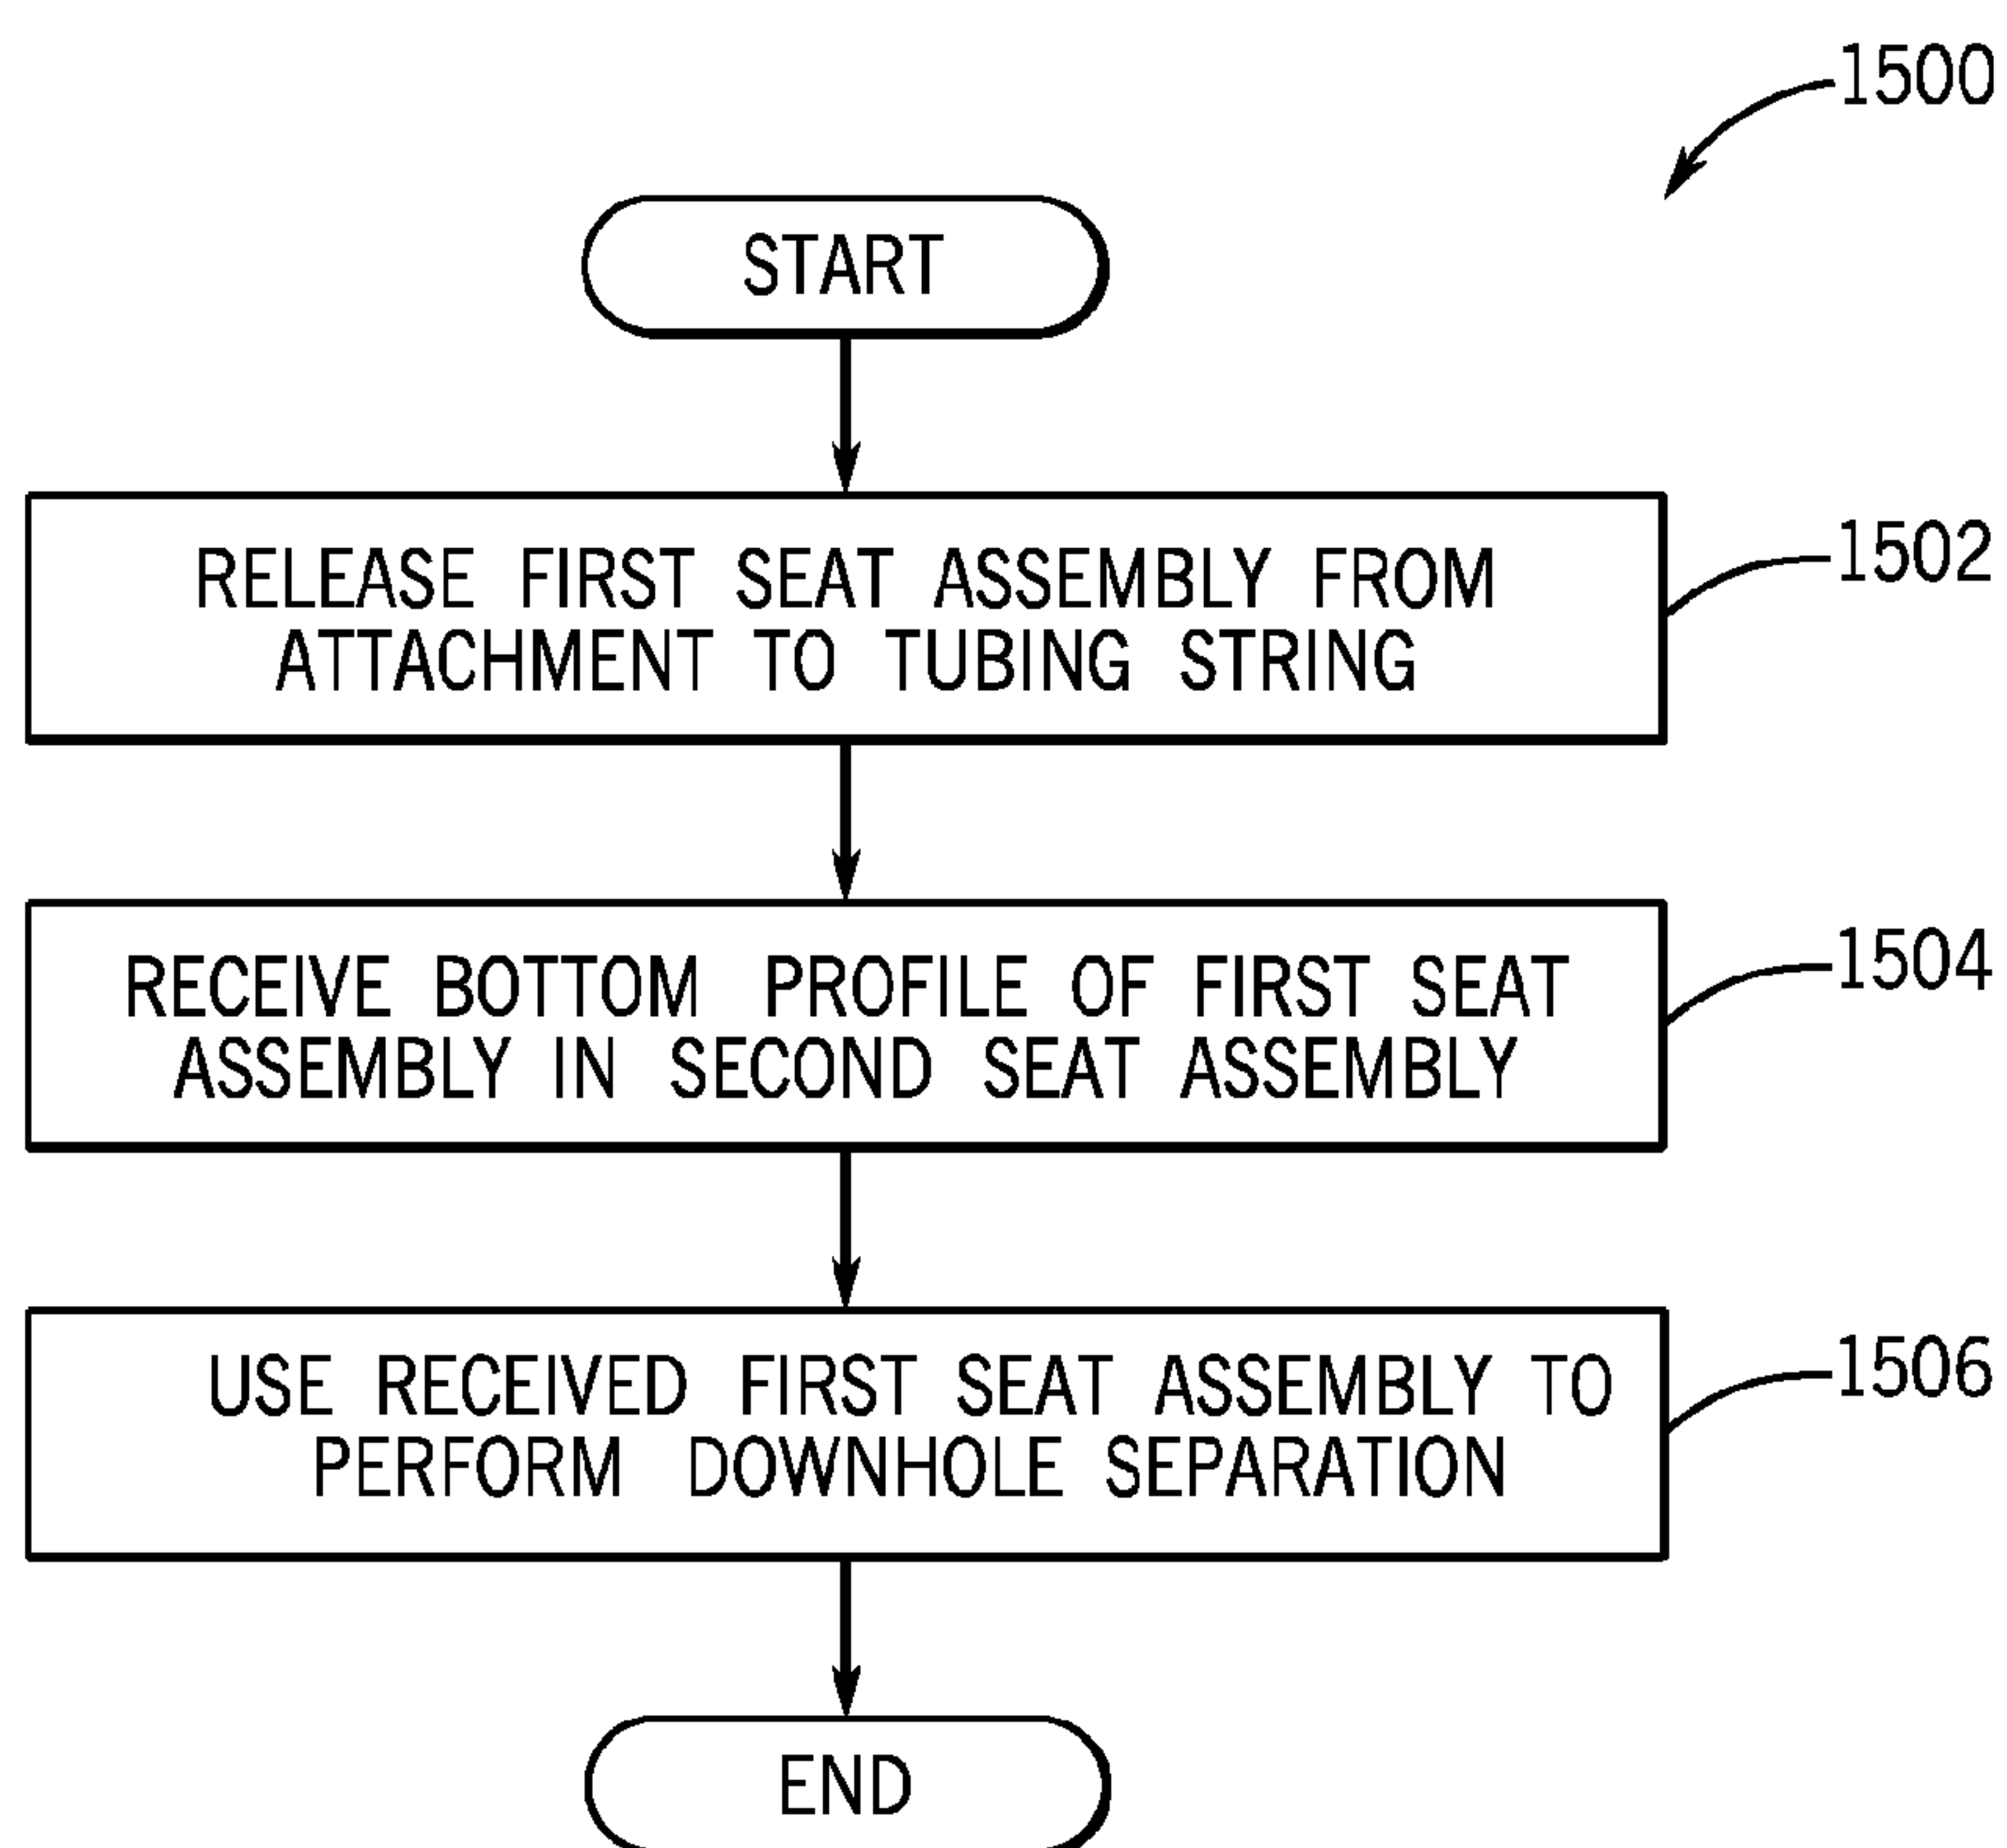 1500
START
RELEASE FIRST SEAT ASSEMBLY FROM
ATTACHMENT TO TUBING STRING
1502
RECEIVE BOTTOM PROFILE OF FIRST SEAT
ASSEMBLY IN SECOND SEAT ASSEMBLY
1504
USE RECEIVED FIRST SEAT ASSEMBLY TO
PERFORM DOWNHOLE SEPARATION
1506
END